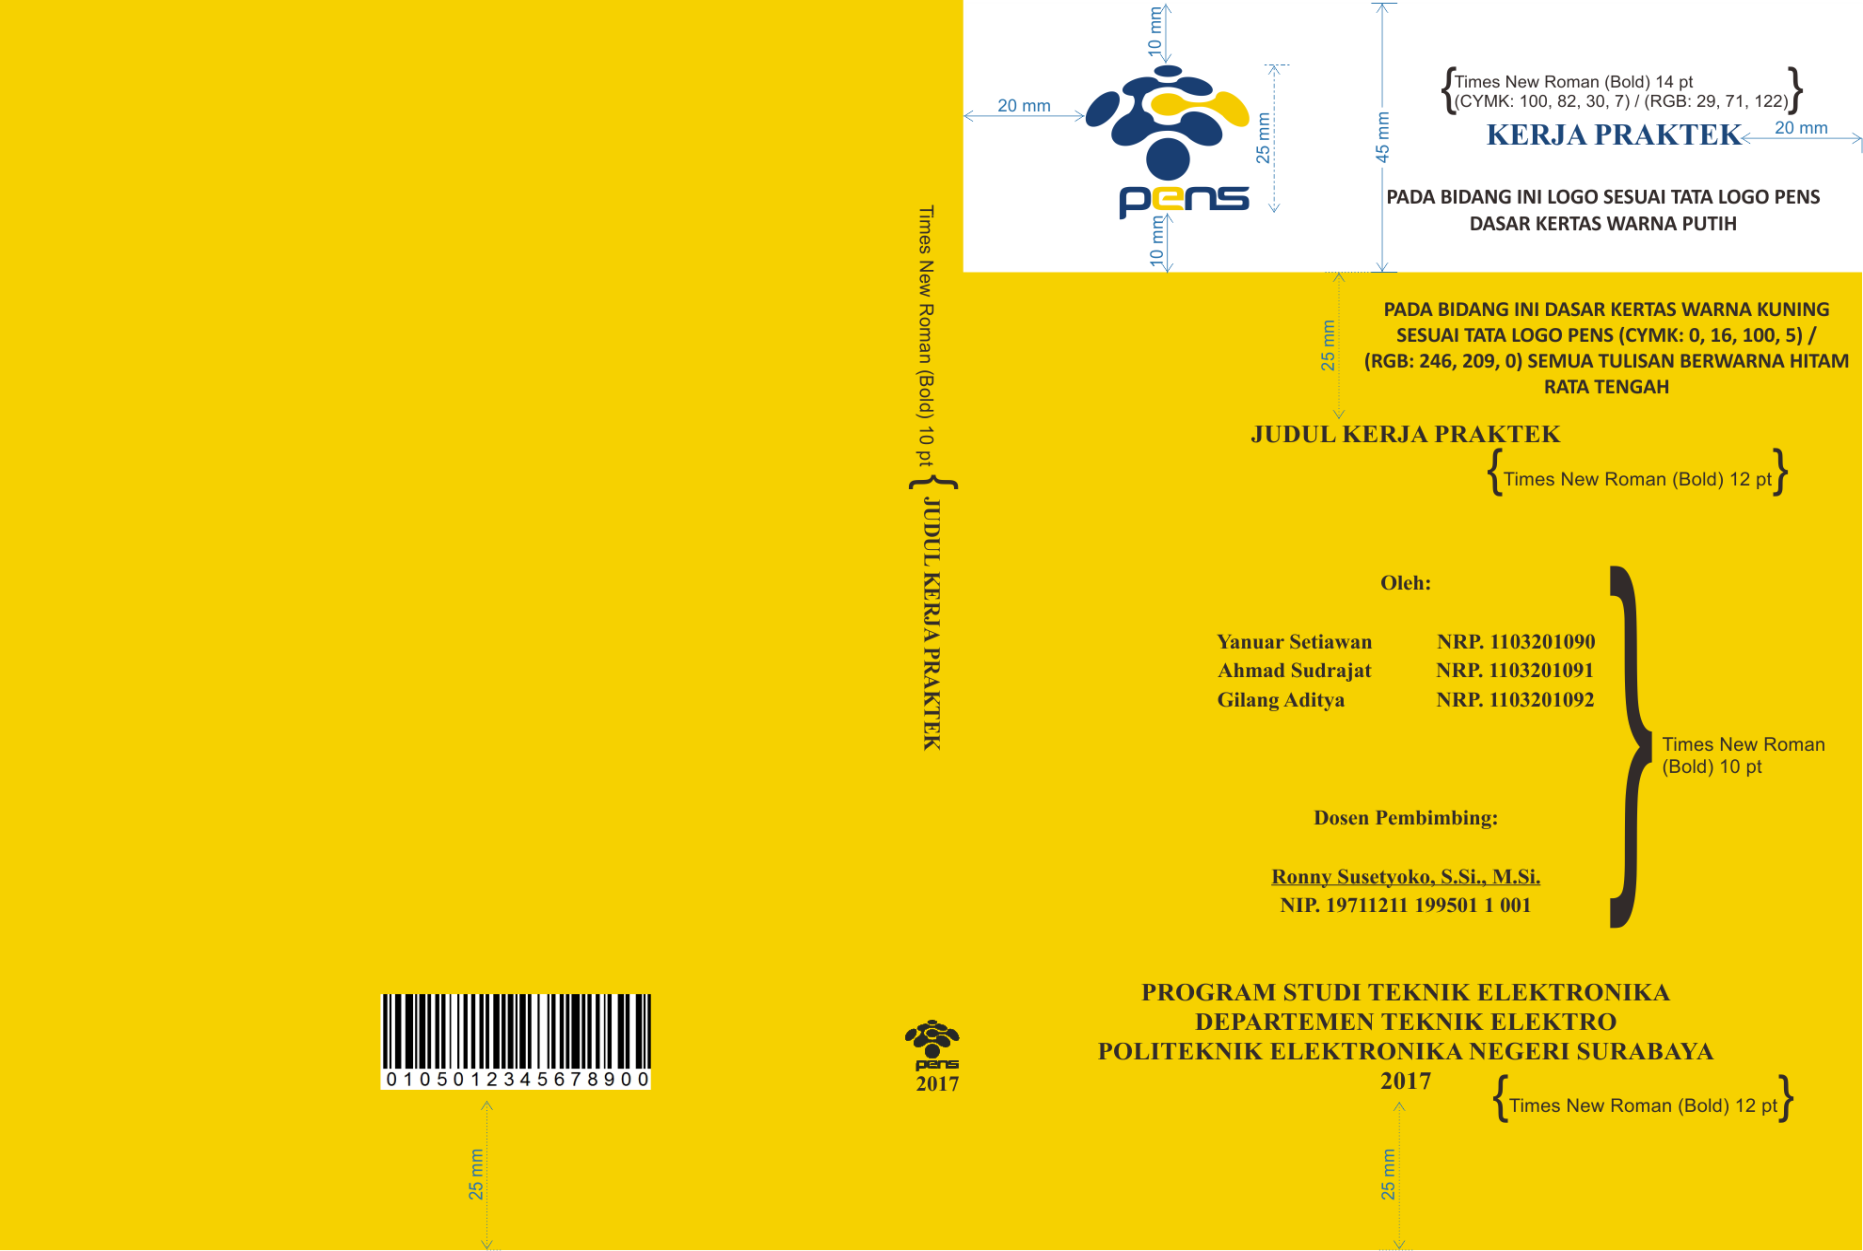 10 mm
20 mm
25 mm
45 mm
{Times New Roman (Bold) 14 pt
(CYMK: 100, 82, 30, 7) / (RGB: 29, 71, 122)}
KERJA PRAKTEK
20 mm
pens
10 mm
PADA BIDANG INI LOGO SESUAI TATA LOGO PENS
DASAR KERTAS WARNA PUTIH
25 mm
PADA BIDANG INI DASAR KERTAS WARNA KUNING
SESUAI TATA LOGO PENS (CYMK: 0, 16, 100, 5) /
(RGB: 246, 209, 0) SEMUA TULISAN BERWARNA HITAM
RATA TENGAH
JUDUL KERJA PRAKTEK
{Times New Roman (Bold) 12 pt}
Oleh:
Yanuar Setiawan NRP. 1103201090
Ahmad Sudrajat NRP. 1103201091
Gilang Aditya NRP. 1103201092
Times New Roman
(Bold) 10 pt
Dosen Pembimbing:
Ronny Susetyoko, S.Si., M.Si.
NIP. 19711211 199501 1 001
PROGRAM STUDI TEKNIK ELEKTRONIKA
DEPARTEMEN TEKNIK ELEKTRO
POLITEKNIK ELEKTRONIKA NEGERI SURABAYA
2017
{Times New Roman (Bold) 12 pt}
25 mm
Times New Roman (Bold) 10 pt
JUDUL KERJA PRAKTEK
pens
2017
0105012345678900
25 mm